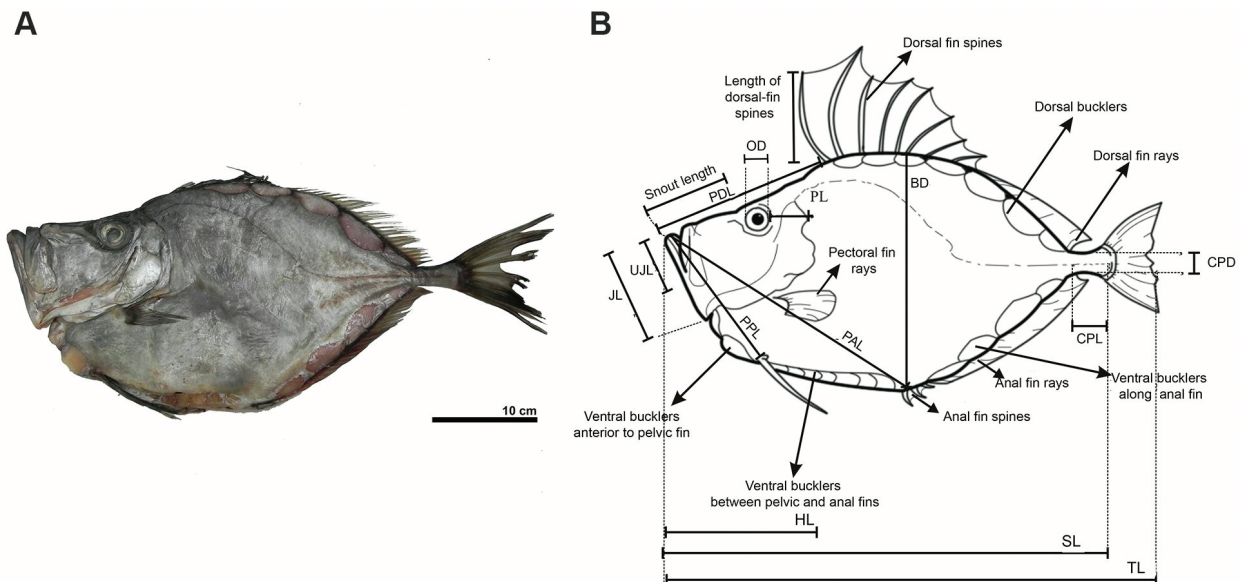 A
B
10 cm
Dorsal fin spines
Length of
dorsal-fin
spines
Dorsal bucklers
OD
Dorsal fin rays
Snout length
PDL
BD
PL
Pectoral fin
rays
UJL
JL
CPD
PPL
PAL
CPL
Anal fin rays
Ventral bucklers
along anal fin
Ventral bucklers
anterior to pelvic fin
Anal fin spines
Ventral bucklers
between pelvic and anal fins
HL
SL
TL